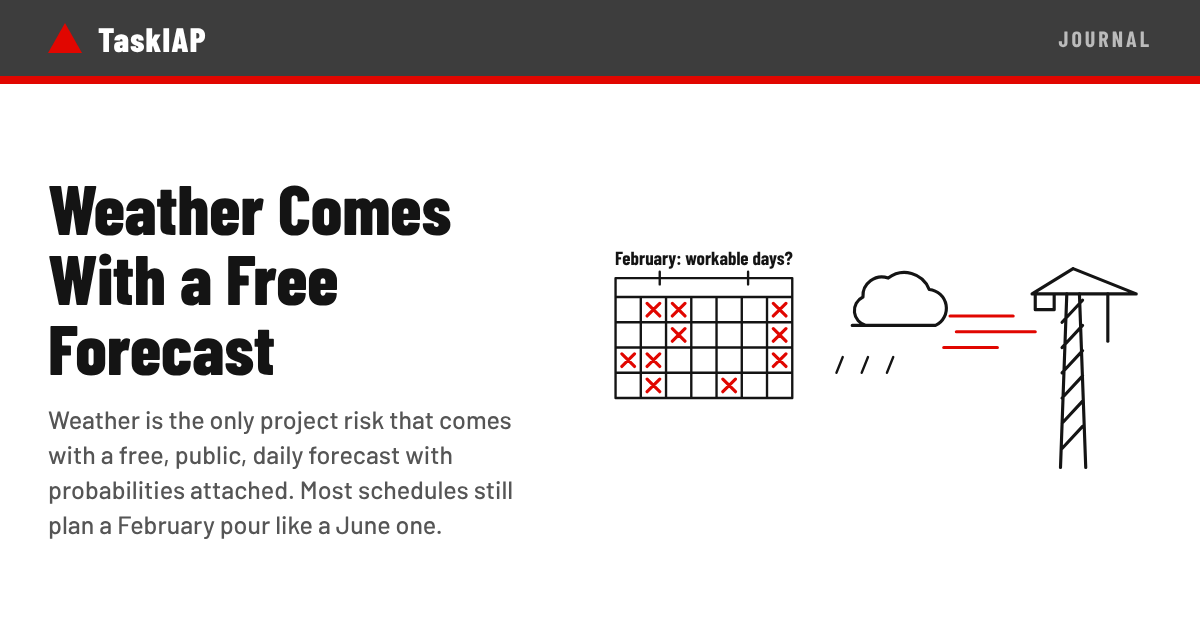 TaskIAP
JOURNAL
Weather Comes
With a Free
Forecast
Weather is the only project risk that comes
with a free, public, daily forecast with
probabilities attached. Most schedules still
plan a February pour like a June one.
February: workable days?